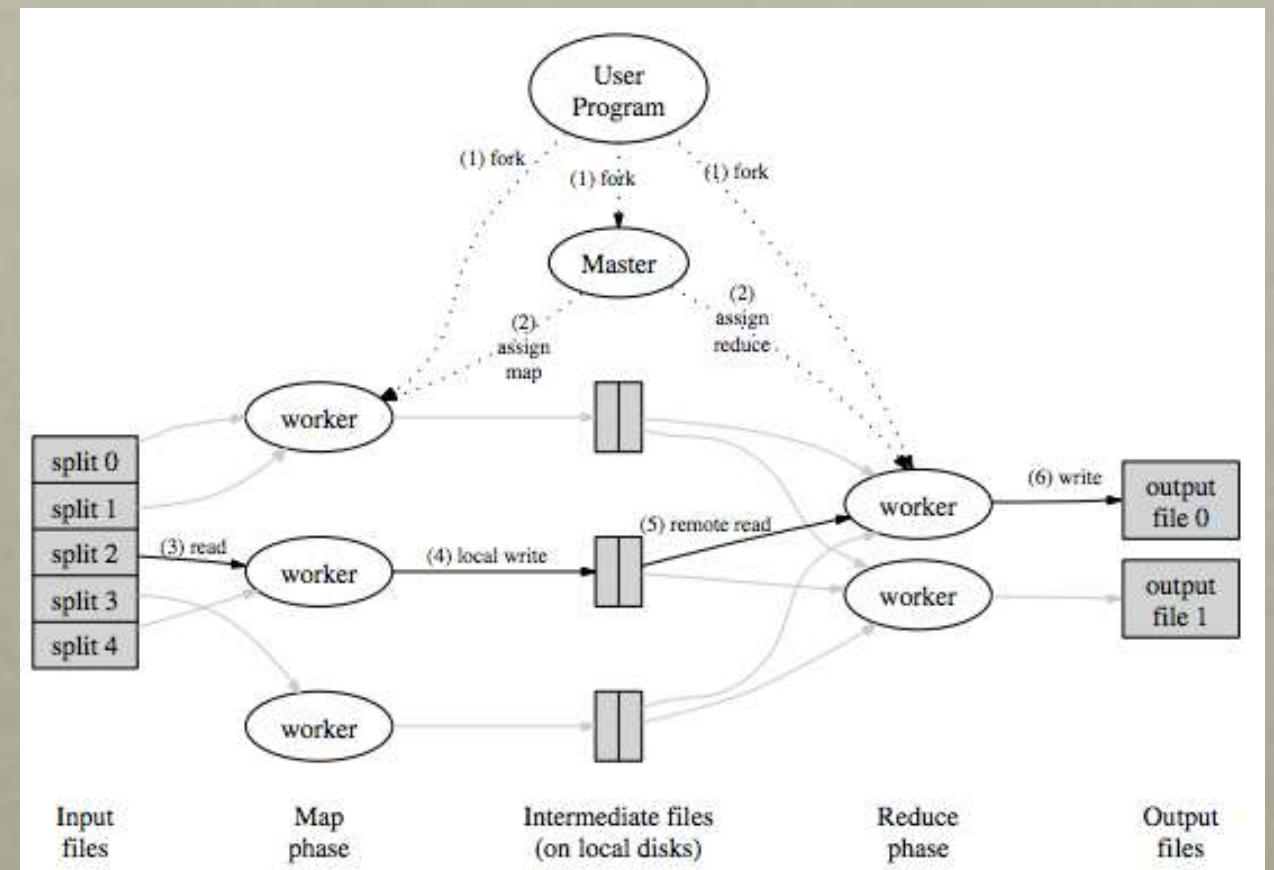 User
Program
(1) fork
(1) fork
(1) fork
Master
(2)
assign
map
(2)
assign
reduce
worker
split 0
split 1
split 2
split 3
split 4
(3) read
worker
(4) local write
worker
(5) remote read
worker
(6) write
output
file 0
worker
output
file 1
Input
files
Map
phase
Intermediate files
(on local disks)
Reduce
phase
Output
files